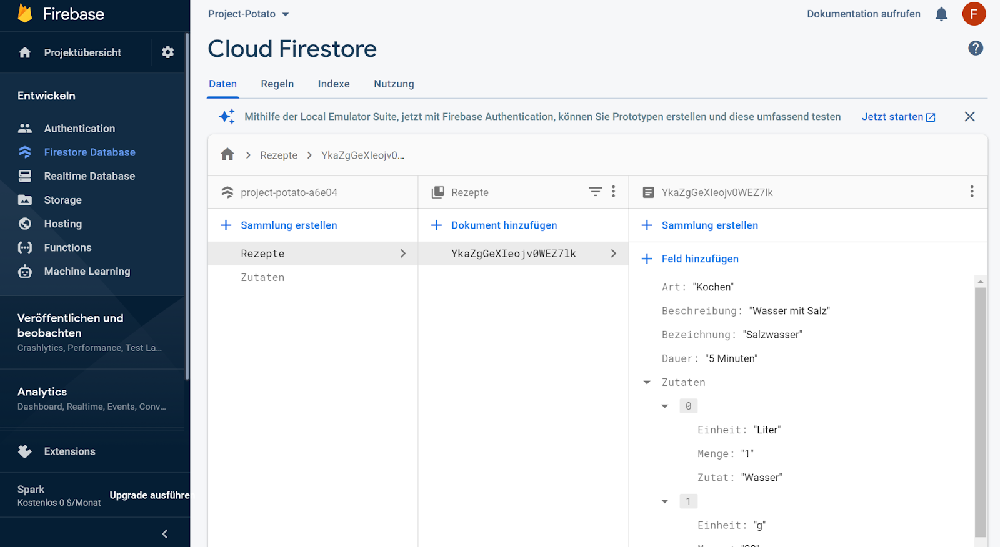 Firebase
Projektübersicht
Entwickeln
Authentication
Firestore Database
Realtime Database
Storage
Hosting
Functions
Machine Learning
Veröffentlichen und
beobachten
Crashlytics, Performance, Test La...
Analytics
Dashboard, Realtime, Events, Conv...
Extensions
Spark
Kostenlos 0 $/Monat
Upgrade ausführen
Project-Potato
Dokumentation aufrufen
F
Cloud Firestore
Daten Regeln Indexe Nutzung
Mithilfe der Local Emulator Suite, jetzt mit Firebase Authentication, können Sie Prototypen erstellen und diese umfassend testen
Jetzt starten
Rezepte
YkaZgGeXIeojv0...
project-potato-a6e04
Sammlung erstellen
Rezepte
Zutaten
Rezepte
Dokument hinzufügen
YkaZgGeXIeojv0WEZ7lk
YkaZgGeXIeojv0WEZ7lk
Sammlung erstellen
Feld hinzufügen
Art: "Kochen"
Beschreibung: "Wasser mit Salz"
Bezeichnung: "Salzwasser"
Dauer: "5 Minuten"
Zutaten
0
Einheit: "Liter"
Menge: "1"
Zutat: "Wasser"
1
Einheit: "g"